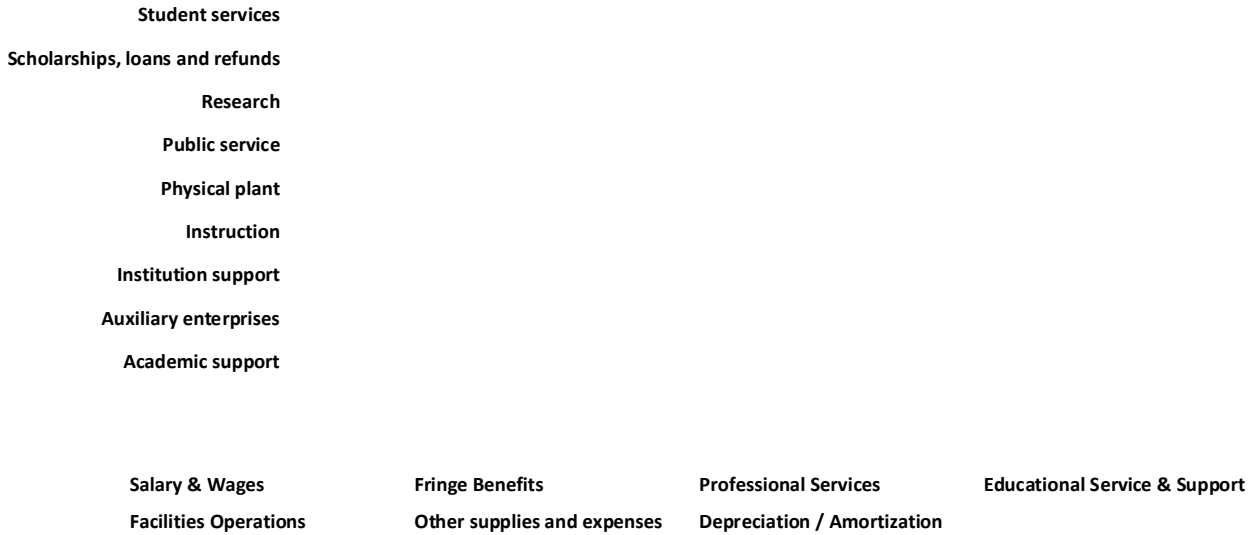 Student services
Scholarships, loans and refunds
Research
Public service
Physical plant
Instruction
Institution support
Auxiliary enterprises
Academic support
Salary & Wages Fringe Benefits Professional Services Educational Service & Support
Facilities Operations Other supplies and expenses Depreciation / Amortization